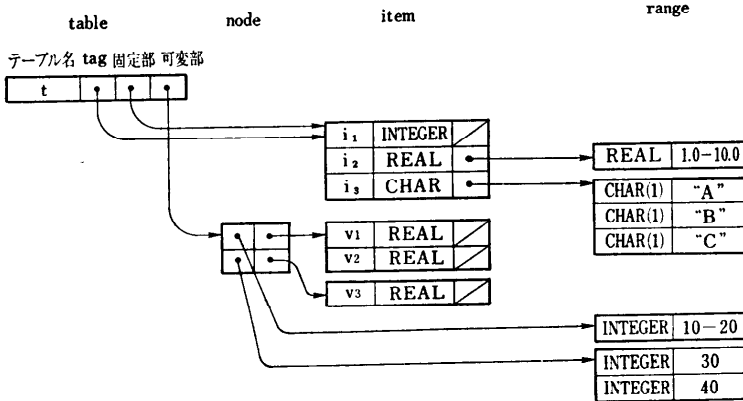 table node item range
テーブル名 tag 固定部 可変部
t
i₁ INTEGER
i₂ REAL
i₃ CHAR
REAL 1.0−10.0
CHAR(1) “A”
CHAR(1) “B”
CHAR(1) “C”
v1 REAL
v2 REAL
v3 REAL
INTEGER 10−20
INTEGER 30
INTEGER 40